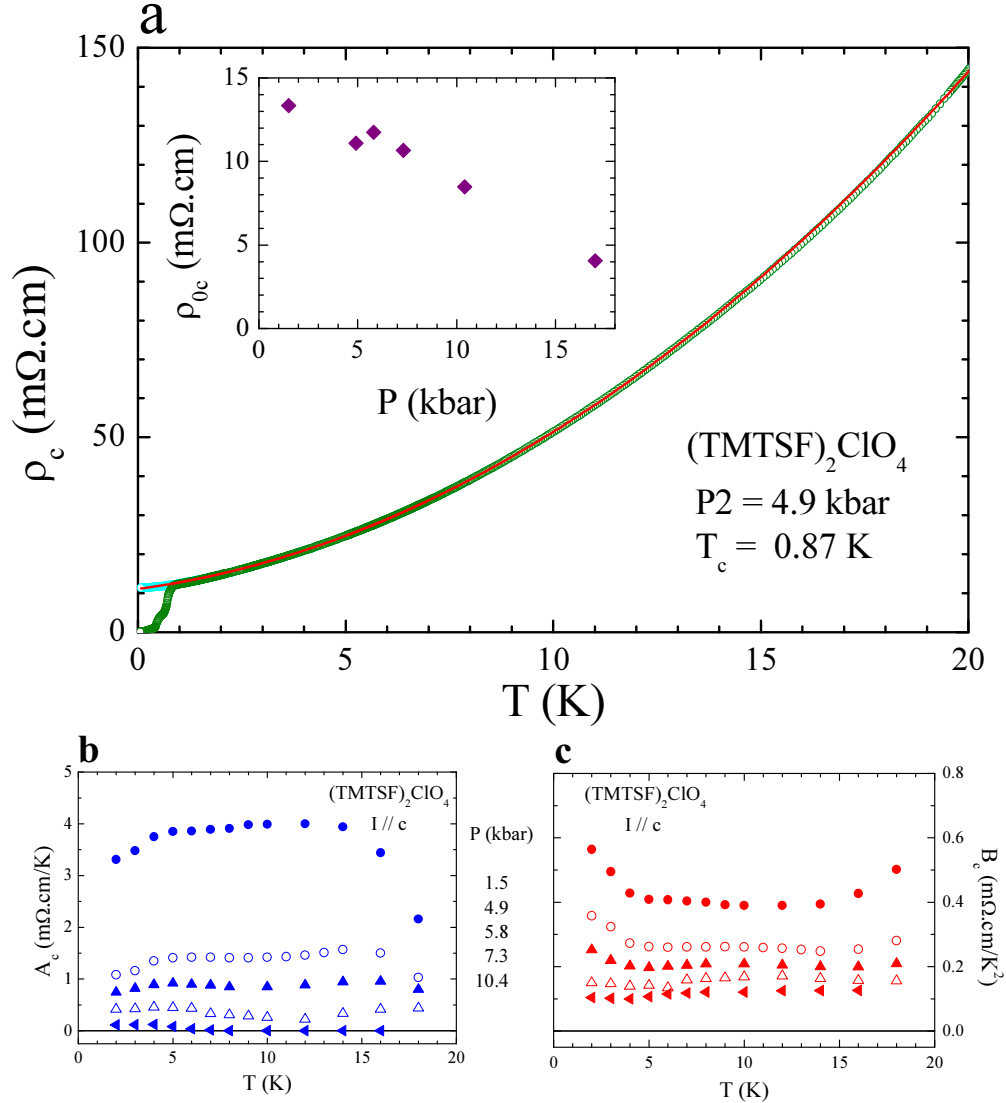 a
150
100
50
0
ρc (mΩ.cm)
0
5
10
15
20
T (K)
15
10
5
0
ρ0c (mΩ.cm)
0
5
10
15
P (kbar)
(TMTSF)2ClO4
P2 = 4.9 kbar
Tc = 0.87 K
b
5
4
3
2
1
0
Ac (mΩ.cm/K)
(TMTSF)2ClO4
I // c
0
5
10
15
20
T (K)
P (kbar)
1.5
4.9
5.8
7.3
10.4
c
(TMTSF)2ClO4
I // c
0.8
0.6
0.4
0.2
0.0
Bc (mΩ.cm/K2)
0
5
10
15
20
T (K)